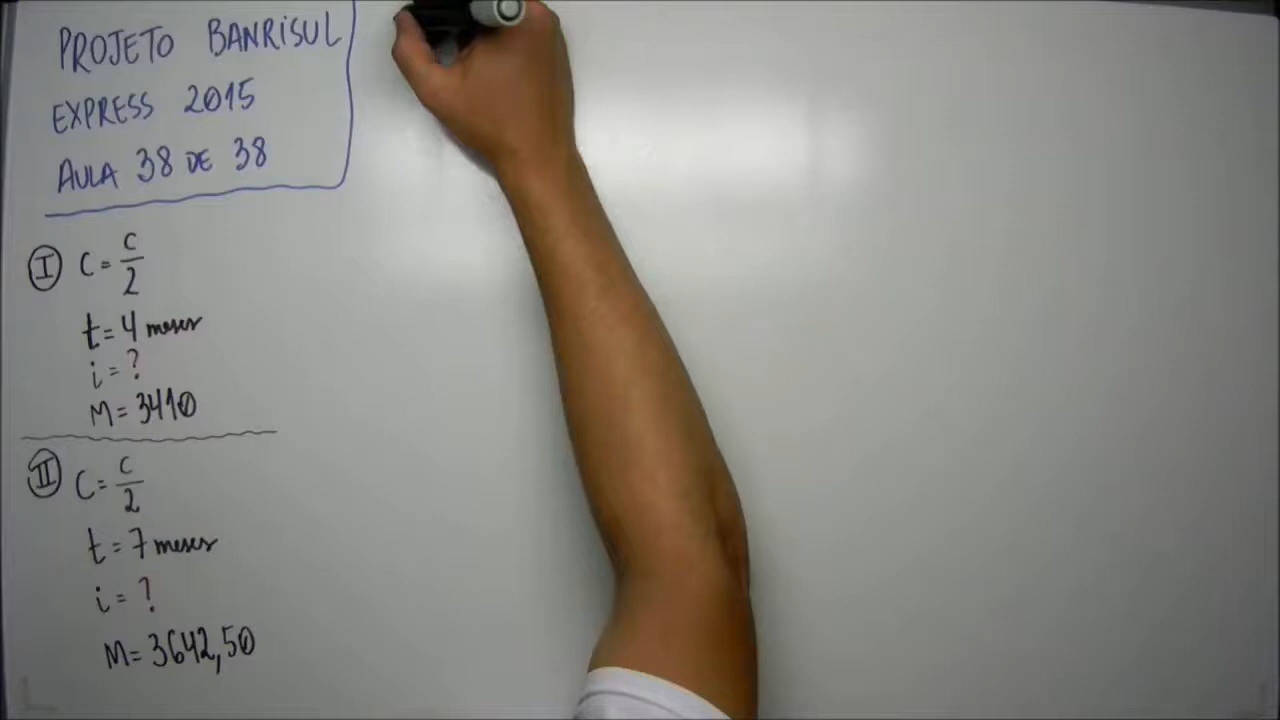 PROJETO BANRISUL
EXPRESS 2015
AULA 38 DE 38
I C = C/2
t = 4 meses
i = ?
M = 3410
II C = C/2
t = 7 meses
i = ?
M = 3642,50